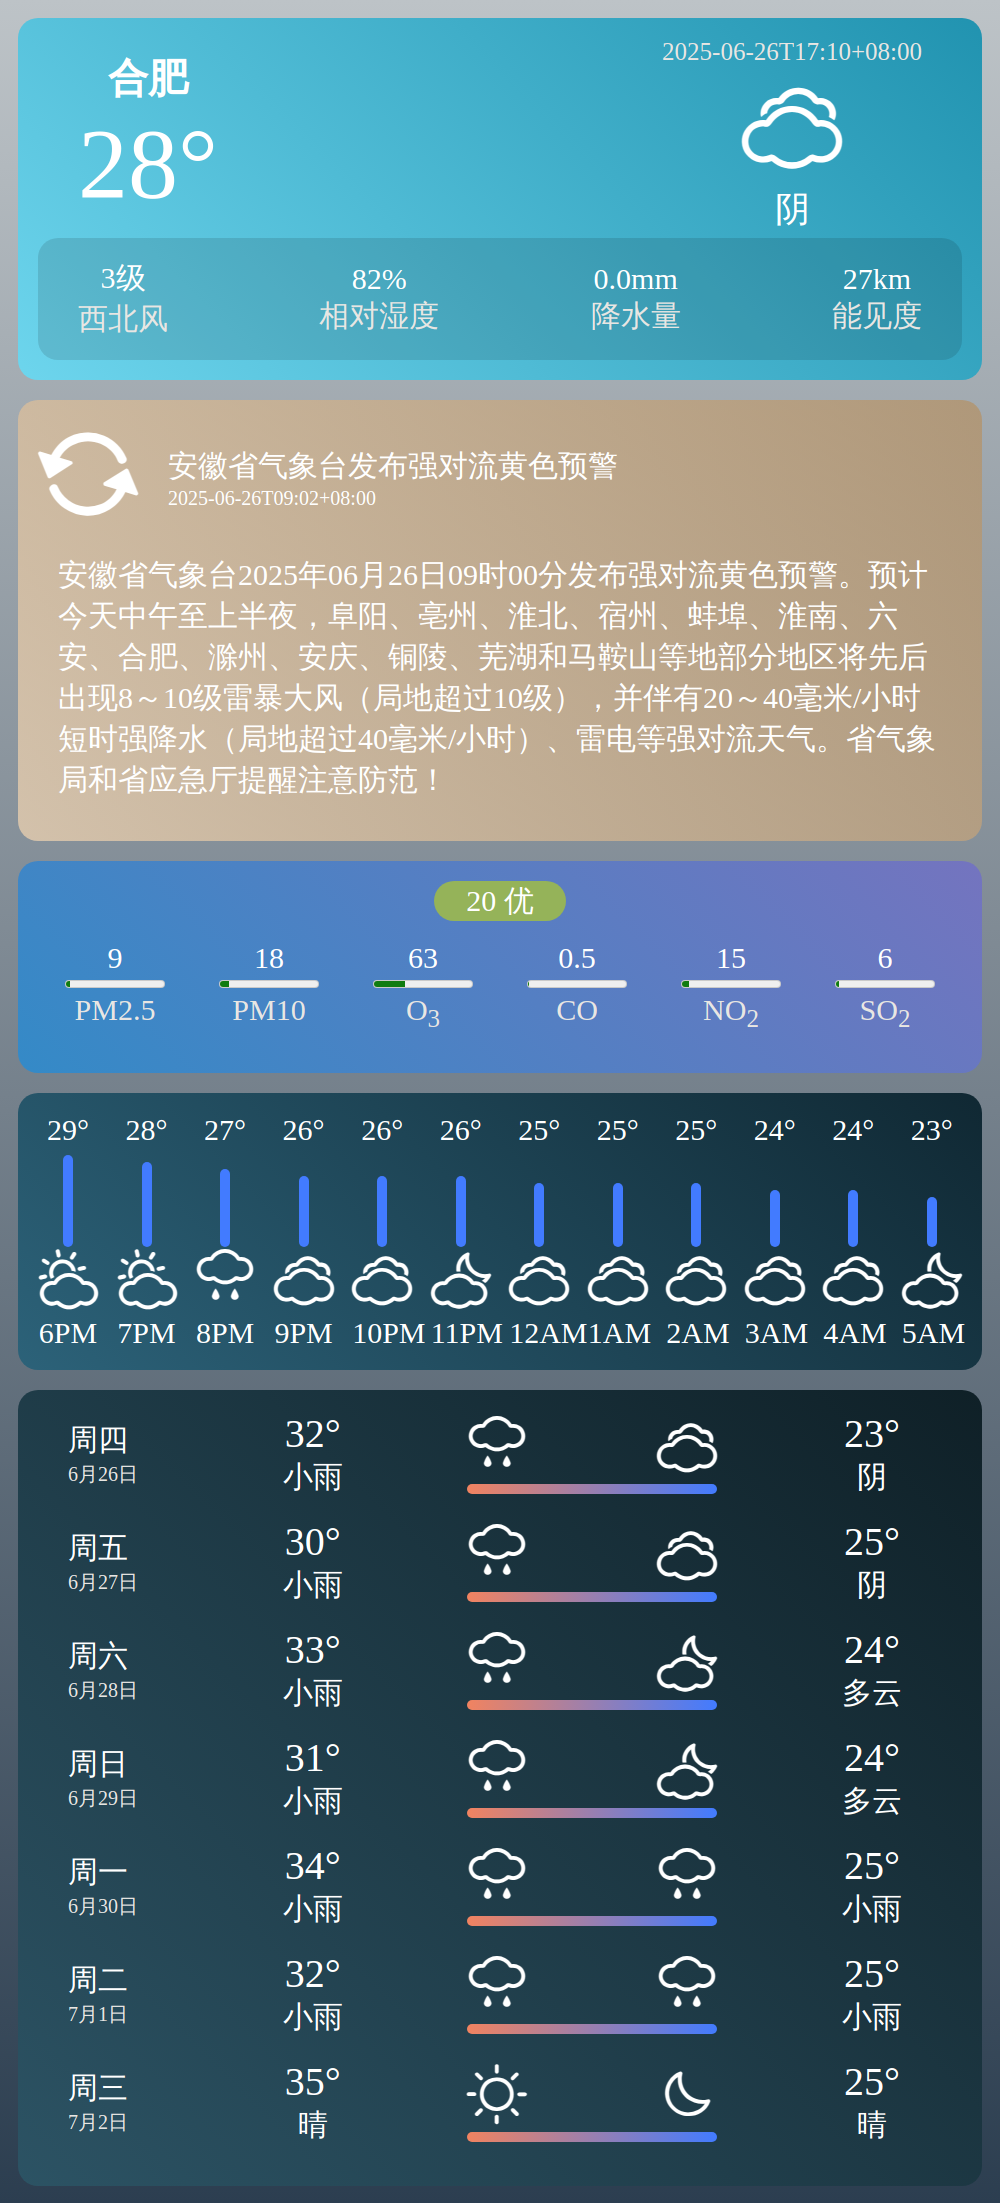 合肥
28°
2025-06-26T17:10+08:00
阴
3级 82% 0.0mm 27km
西北风 相对湿度 降水量 能见度
安徽省气象台发布强对流黄色预警
2025-06-26T09:02+08:00
安徽省气象台2025年06月26日09时00分发布强对流黄色预警。预计
今天中午至上半夜，阜阳、亳州、淮北、宿州、蚌埠、淮南、六
安、合肥、滁州、安庆、铜陵、芜湖和马鞍山等地部分地区将先后
出现8～10级雷暴大风（局地超过10级），并伴有20～40毫米/小时
短时强降水（局地超过40毫米/小时）、雷电等强对流天气。省气象
局和省应急厅提醒注意防范！
20 优
9 18 63 0.5 15 6
PM2.5 PM10 O3 CO NO2 SO2
29° 28° 27° 26° 26° 26° 25° 25° 25° 24° 24° 23°
6PM 7PM 8PM 9PM 10PM 11PM 12AM 1AM 2AM 3AM 4AM 5AM
周四 32° 23°
6月26日 小雨 阴
周五 30° 25°
6月27日 小雨 阴
周六 33° 24°
6月28日 小雨 多云
周日 31° 24°
6月29日 小雨 多云
周一 34° 25°
6月30日 小雨 小雨
周二 32° 25°
7月1日 小雨 小雨
周三 35° 25°
7月2日 晴 晴